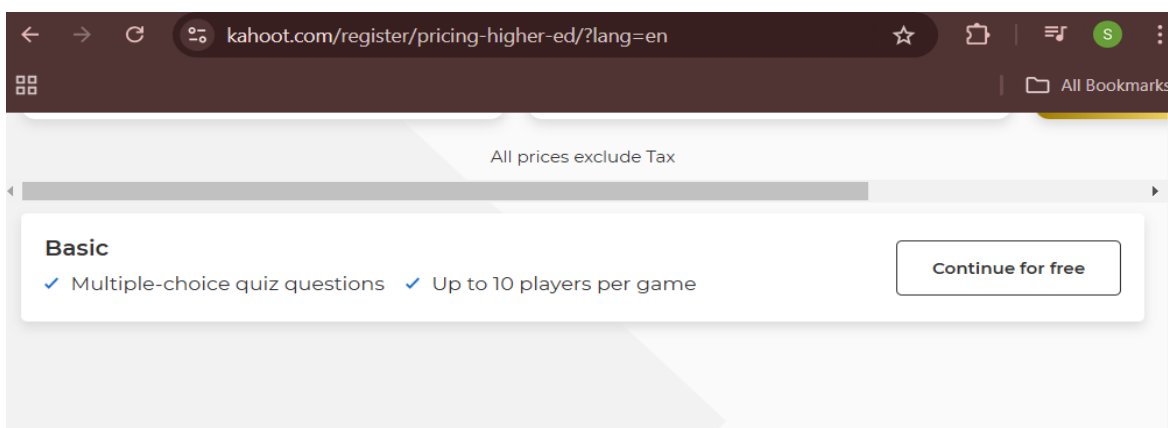 kahoot.com/register/pricing-higher-ed/?lang=en
S
All Bookmarks
All prices exclude Tax
Basic
Multiple-choice quiz questions Up to 10 players per game
Continue for free